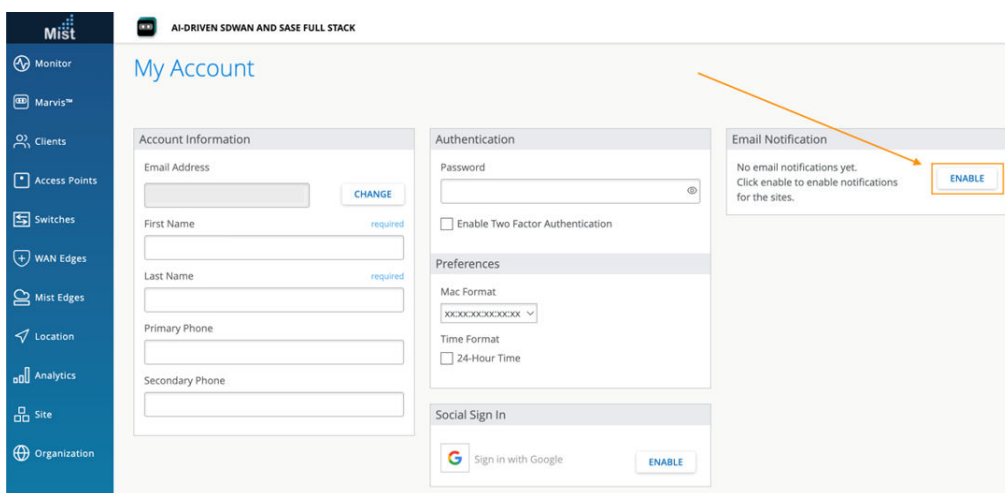 Mist
AI-DRIVEN SDWAN AND SASE FULL STACK
Monitor
Marvis™
Clients
Access Points
Switches
WAN Edges
Mist Edges
Location
Analytics
Site
Organization
My Account
Account Information
Email Address
CHANGE
First Name required
Last Name required
Primary Phone
Secondary Phone
Authentication
Password
Enable Two Factor Authentication
Preferences
Mac Format
xx:xx:xx:xx:xx:xx
Time Format
24-Hour Time
Social Sign In
G Sign in with Google ENABLE
Email Notification
No email notifications yet.
Click enable to enable notifications
for the sites.
ENABLE